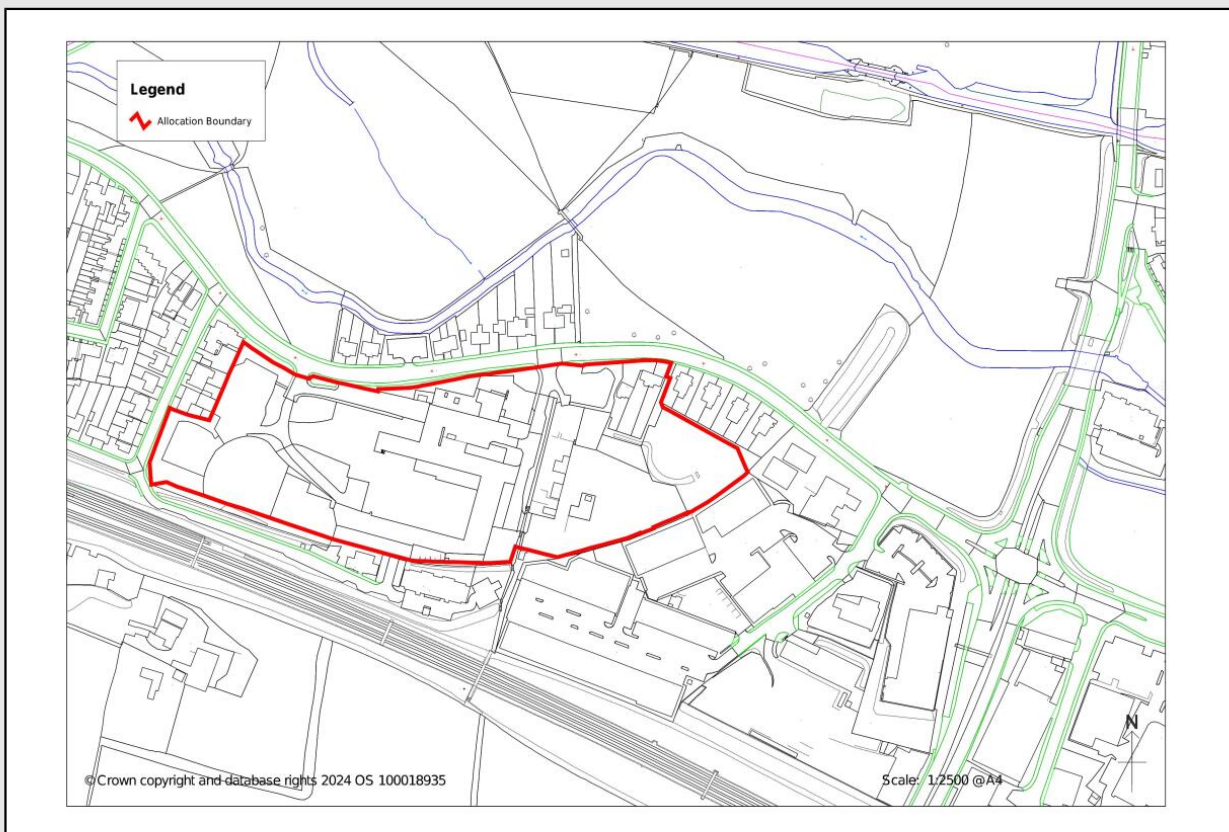 Legend
Allocation Boundary
N
© Crown copyright and database rights 2024 OS 100018935
Scale: 1:2500 @A4